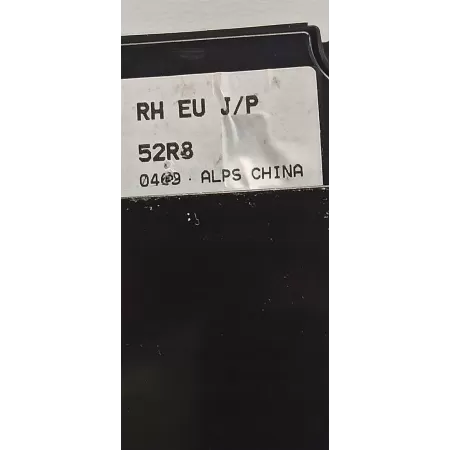 RH EU J/P
52R8
· ALPS CHINA